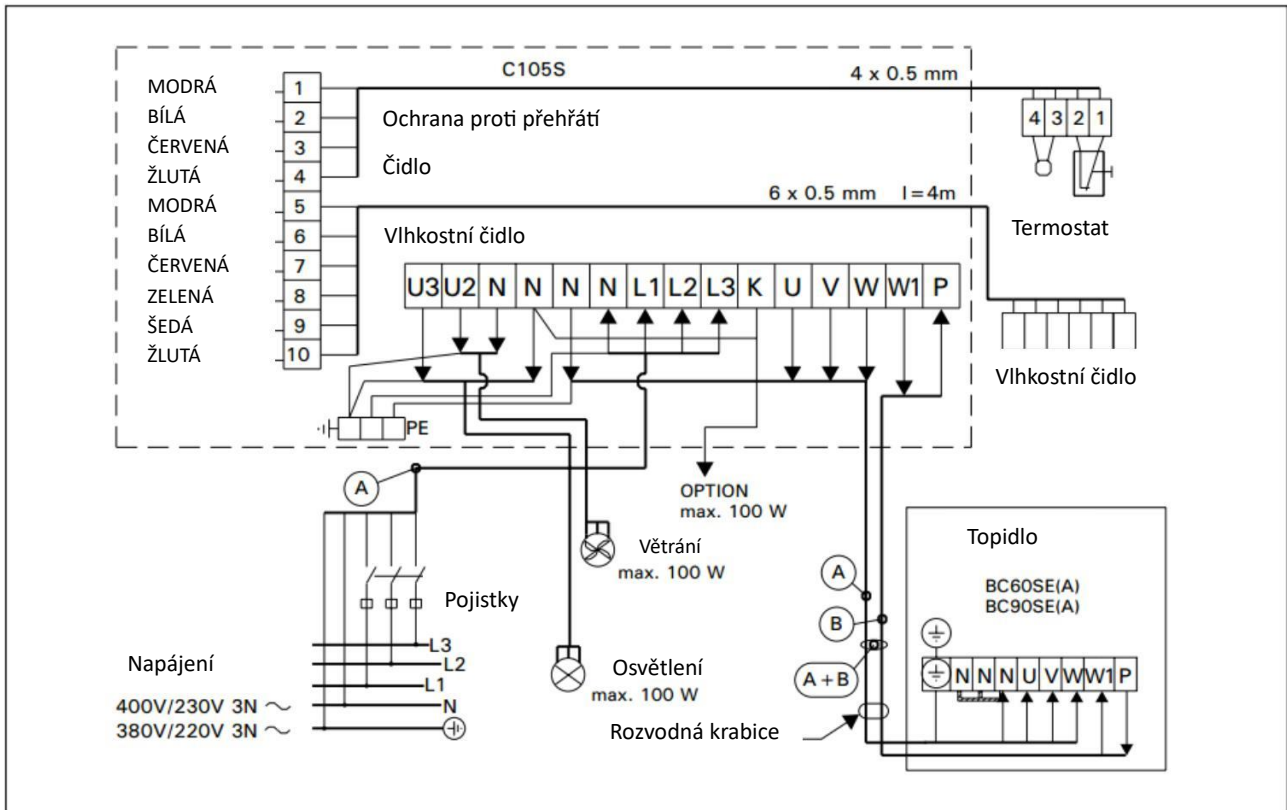 C105S
4 x 0.5 mm
MODRÁ 1
BÍLÁ 2
ČERVENÁ 3
ŽLUTÁ 4
MODRÁ 5
BÍLÁ 6
ČERVENÁ 7
ZELENÁ 8
ŠEDÁ 9
ŽLUTÁ 10
Ochrana proti přehřátí
Čidlo
4 3 2 1
Termostat
6 x 0.5 mm l=4m
Vlhkostní čidlo
U3 U2 N N N N L1 L2 L3 K U V W W1 P
Vlhkostní čidlo
PE
A
OPTION
max. 100 W
Větrání
max. 100 W
Pojistky
Osvětlení
max. 100 W
Napájení
400V/230V 3N ~
380V/220V 3N ~
L3
L2
L1
N
A
B
A+B
Rozvodná krabice
Topidlo
BC60SE(A)
BC90SE(A)
N N N U V W W1 P